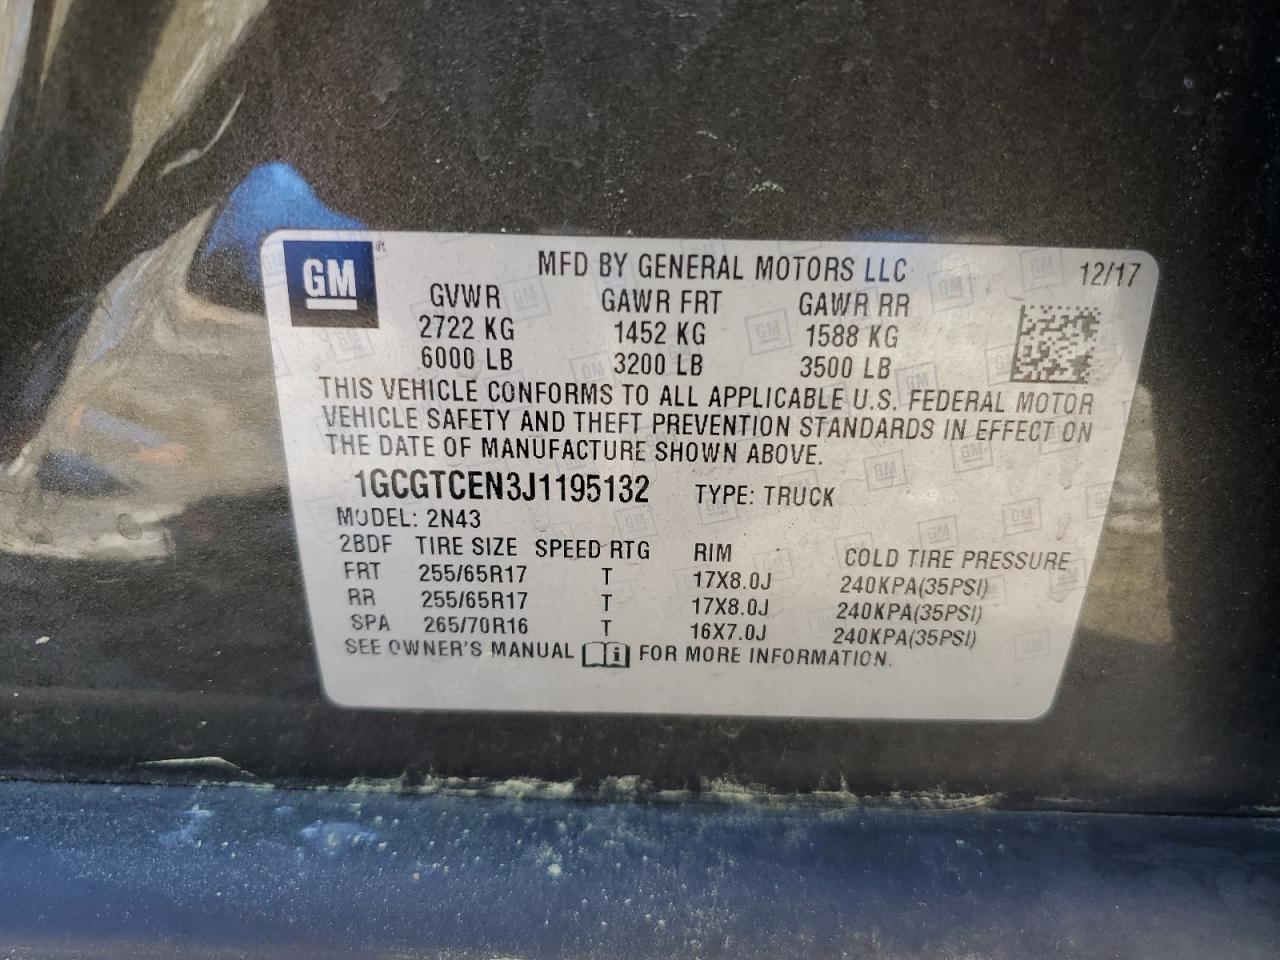 GM®
MFD BY GENERAL MOTORS LLC 12/17
GVWR GAWR FRT GAWR RR
2722 KG 1452 KG 1588 KG
6000 LB 3200 LB 3500 LB
THIS VEHICLE CONFORMS TO ALL APPLICABLE U.S. FEDERAL MOTOR
VEHICLE SAFETY AND THEFT PREVENTION STANDARDS IN EFFECT ON
THE DATE OF MANUFACTURE SHOWN ABOVE.
1GCGTCEN3J1195132 TYPE: TRUCK
MODEL: 2N43
2BDF TIRE SIZE SPEED RTG RIM COLD TIRE PRESSURE
FRT 255/65R17 T 17X8.0J 240KPA(35PSI)
RR 255/65R17 T 17X8.0J 240KPA(35PSI)
SPA 265/70R16 T 16X7.0J 240KPA(35PSI)
SEE OWNER'S MANUAL i FOR MORE INFORMATION.